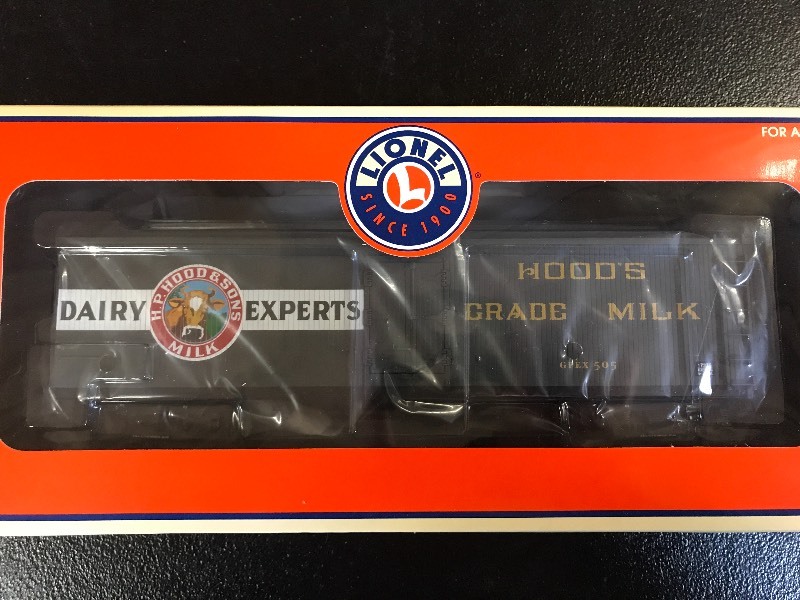 FOR A
LIONEL
L
SINCE 1900
®
HOOD'S
GRADE MILK
GPEX 505
DAIRY EXPERTS
H.P. HOOD & SONS
MILK